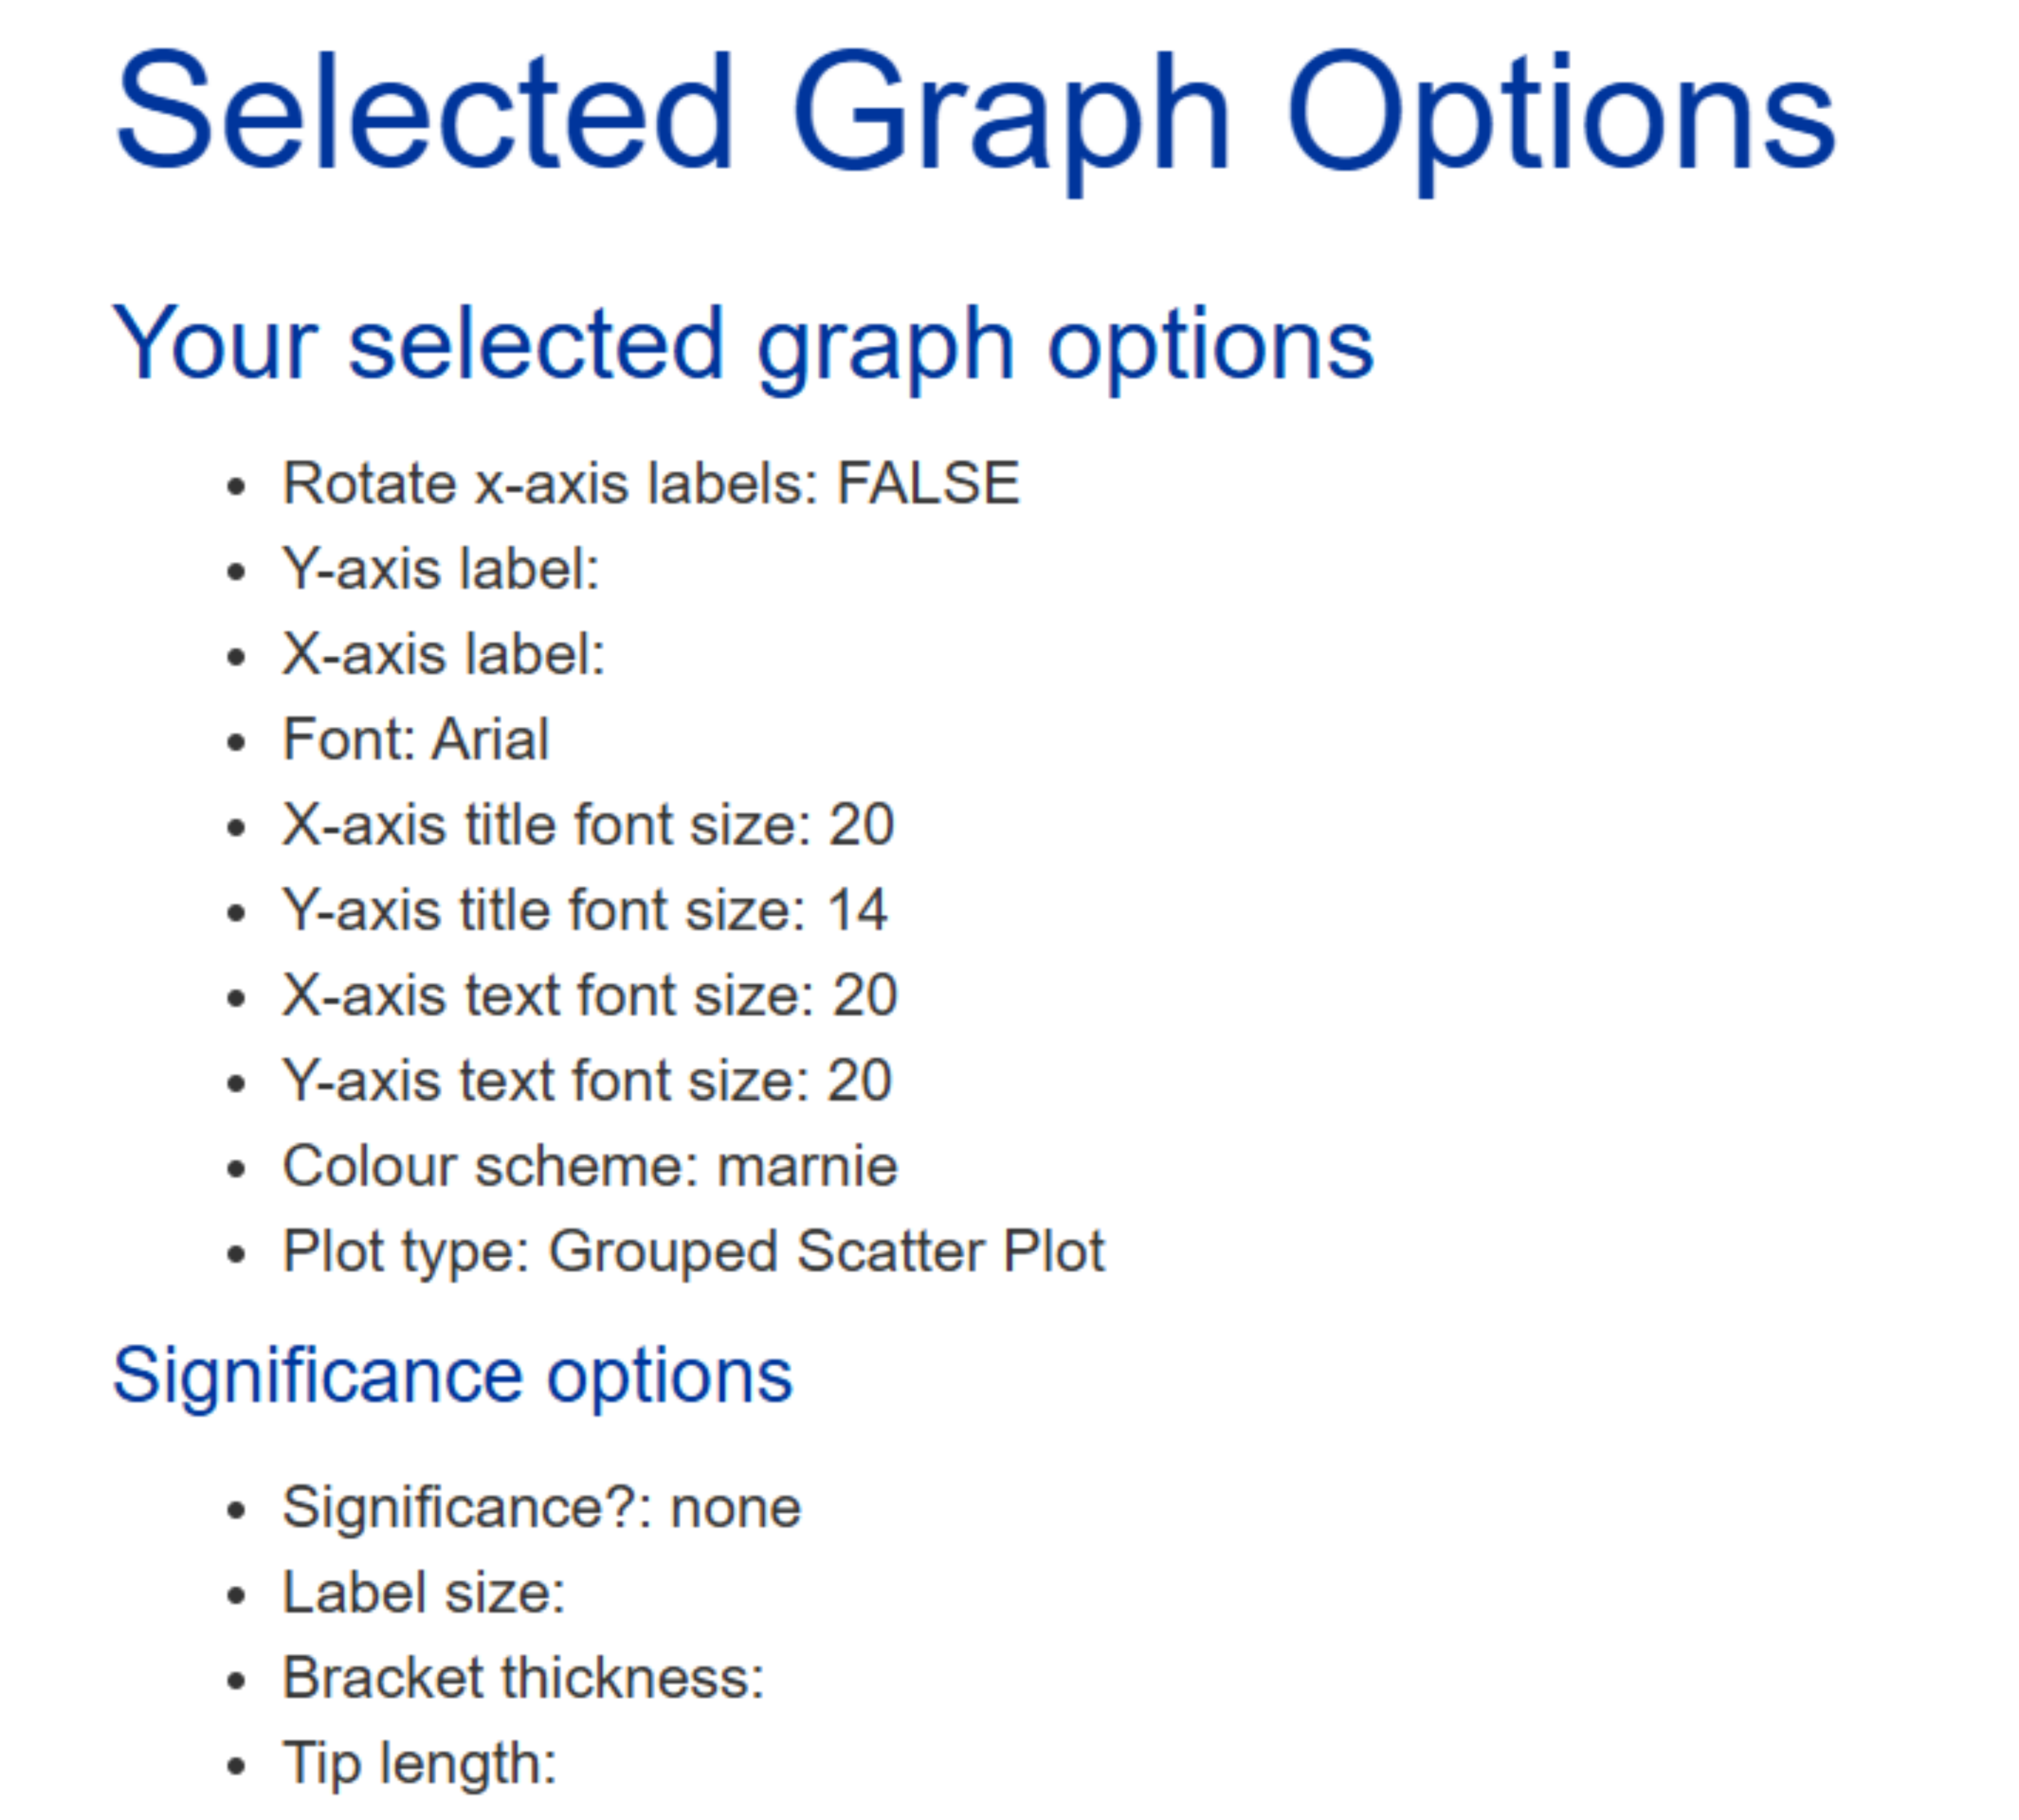 Selected Graph Options
Your selected graph options
Rotate x-axis labels: FALSE
Y-axis label:
X-axis label:
Font: Arial
X-axis title font size: 20
Y-axis title font size: 14
X-axis text font size: 20
Y-axis text font size: 20
Colour scheme: marnie
Plot type: Grouped Scatter Plot
Significance options
Significance?: none
Label size:
Bracket thickness:
Tip length: